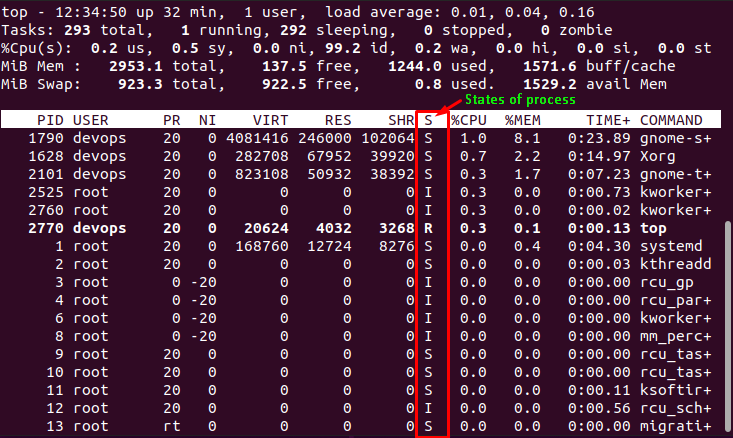 top - 12:34:50 up 32 min,  1 user,  load average: 0.01, 0.04, 0.16
Tasks: 293 total,   1 running, 292 sleeping,   0 stopped,   0 zombie
%Cpu(s):  0.2 us,  0.5 sy,  0.0 ni, 99.2 id,  0.2 wa,  0.0 hi,  0.0 si,  0.0 st
MiB Mem :   2953.1 total,    137.5 free,   1244.0 used,   1571.6 buff/cache
MiB Swap:    923.3 total,    922.5 free,      0.8 used.   1529.2 avail Mem
States of process
PID USER      PR  NI    VIRT    RES    SHR S  %CPU  %MEM     TIME+ COMMAND
1790 devops    20   0 4081416 246000 102064 S   1.0   8.1   0:23.89 gnome-s+
1628 devops    20   0  282708  67952  39920 S   0.7   2.2   0:14.97 Xorg
2101 devops    20   0  823108  50932  38392 S   0.3   1.7   0:07.23 gnome-t+
2525 root      20   0       0      0      0 I   0.3   0.0   0:00.73 kworker+
2760 root      20   0       0      0      0 I   0.3   0.0   0:00.02 kworker+
2770 devops    20   0   20624   4032   3268 R   0.3   0.1   0:00.13 top
1 root      20   0  168760  12724   8276 S   0.0   0.4   0:04.30 systemd
2 root      20   0       0      0      0 S   0.0   0.0   0:00.03 kthreadd
3 root       0 -20       0      0      0 I   0.0   0.0   0:00.00 rcu_gp
4 root       0 -20       0      0      0 I   0.0   0.0   0:00.00 rcu_par+
6 root       0 -20       0      0      0 I   0.0   0.0   0:00.00 kworker+
8 root       0 -20       0      0      0 I   0.0   0.0   0:00.00 mm_perc+
9 root      20   0       0      0      0 S   0.0   0.0   0:00.00 rcu_tas+
10 root      20   0       0      0      0 S   0.0   0.0   0:00.00 rcu_tas+
11 root      20   0       0      0      0 S   0.0   0.0   0:00.11 ksoftir+
12 root      20   0       0      0      0 I   0.0   0.0   0:00.56 rcu_sch+
13 root      rt   0       0      0      0 S   0.0   0.0   0:00.00 migrati+